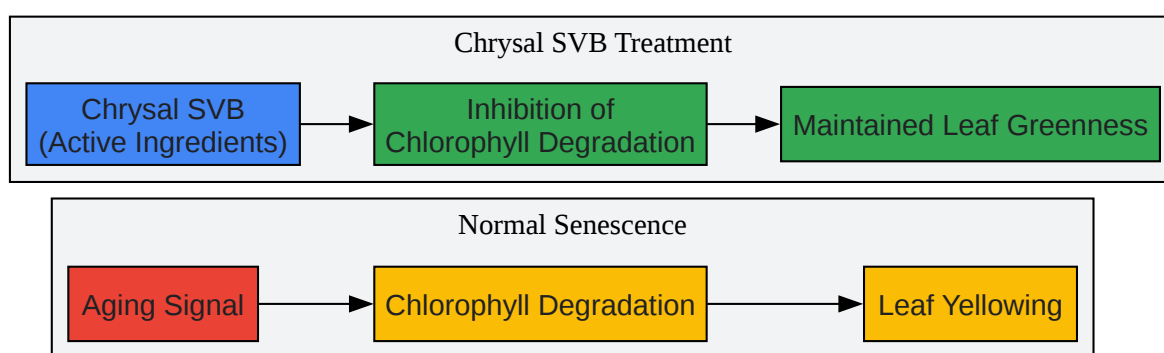 Chrysal SVB Treatment
Chrysal SVB
(Active Ingredients)
Inhibition of
Chlorophyll Degradation
Maintained Leaf Greenness
Normal Senescence
Aging Signal
Chlorophyll Degradation
Leaf Yellowing